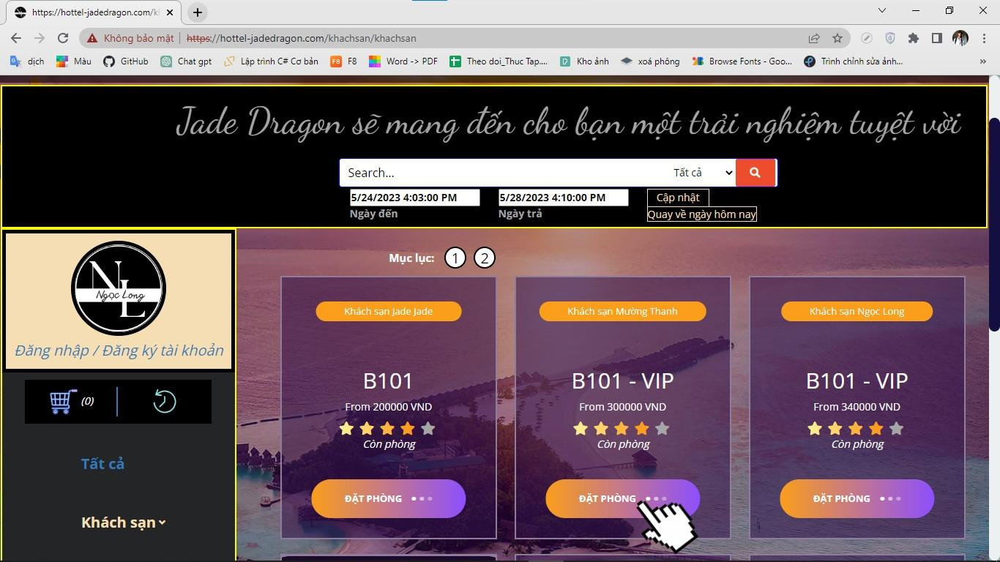 https://hottel-jadedragon.com/kl
Không bảo mật
https://hottel-jadedragon.com/khachsan/khachsan
dịch
Màu
GitHub
Chat gpt
Lập trình C# Cơ bản
F8
F8
Word -> PDF
Theo doi_Thuc Tap....
Kho ảnh
xoá phông
Browse Fonts - Goo...
Trình chỉnh sửa ảnh...
»
Jade Dragon sẽ mang đến cho bạn một trải nghiệm tuyệt vời
Search...
Tất cả
5/24/2023 4:03:00 PM
5/28/2023 4:10:00 PM
Cập nhật
Ngày đến
Ngày trả
Quay về ngày hôm nay
NL
Ngọc Long
Đăng nhập / Đăng ký tài khoản
(0)
Tất cả
Khách sạn
Mục lục:
1
2
Khách sạn Jade Jade
B101
From 200000 VND
Còn phòng
ĐẶT PHÒNG
Khách sạn Mường Thanh
B101 - VIP
From 300000 VND
Còn phòng
ĐẶT PHÒNG
Khách sạn Ngọc Long
B101 - VIP
From 340000 VND
Còn phòng
ĐẶT PHÒNG